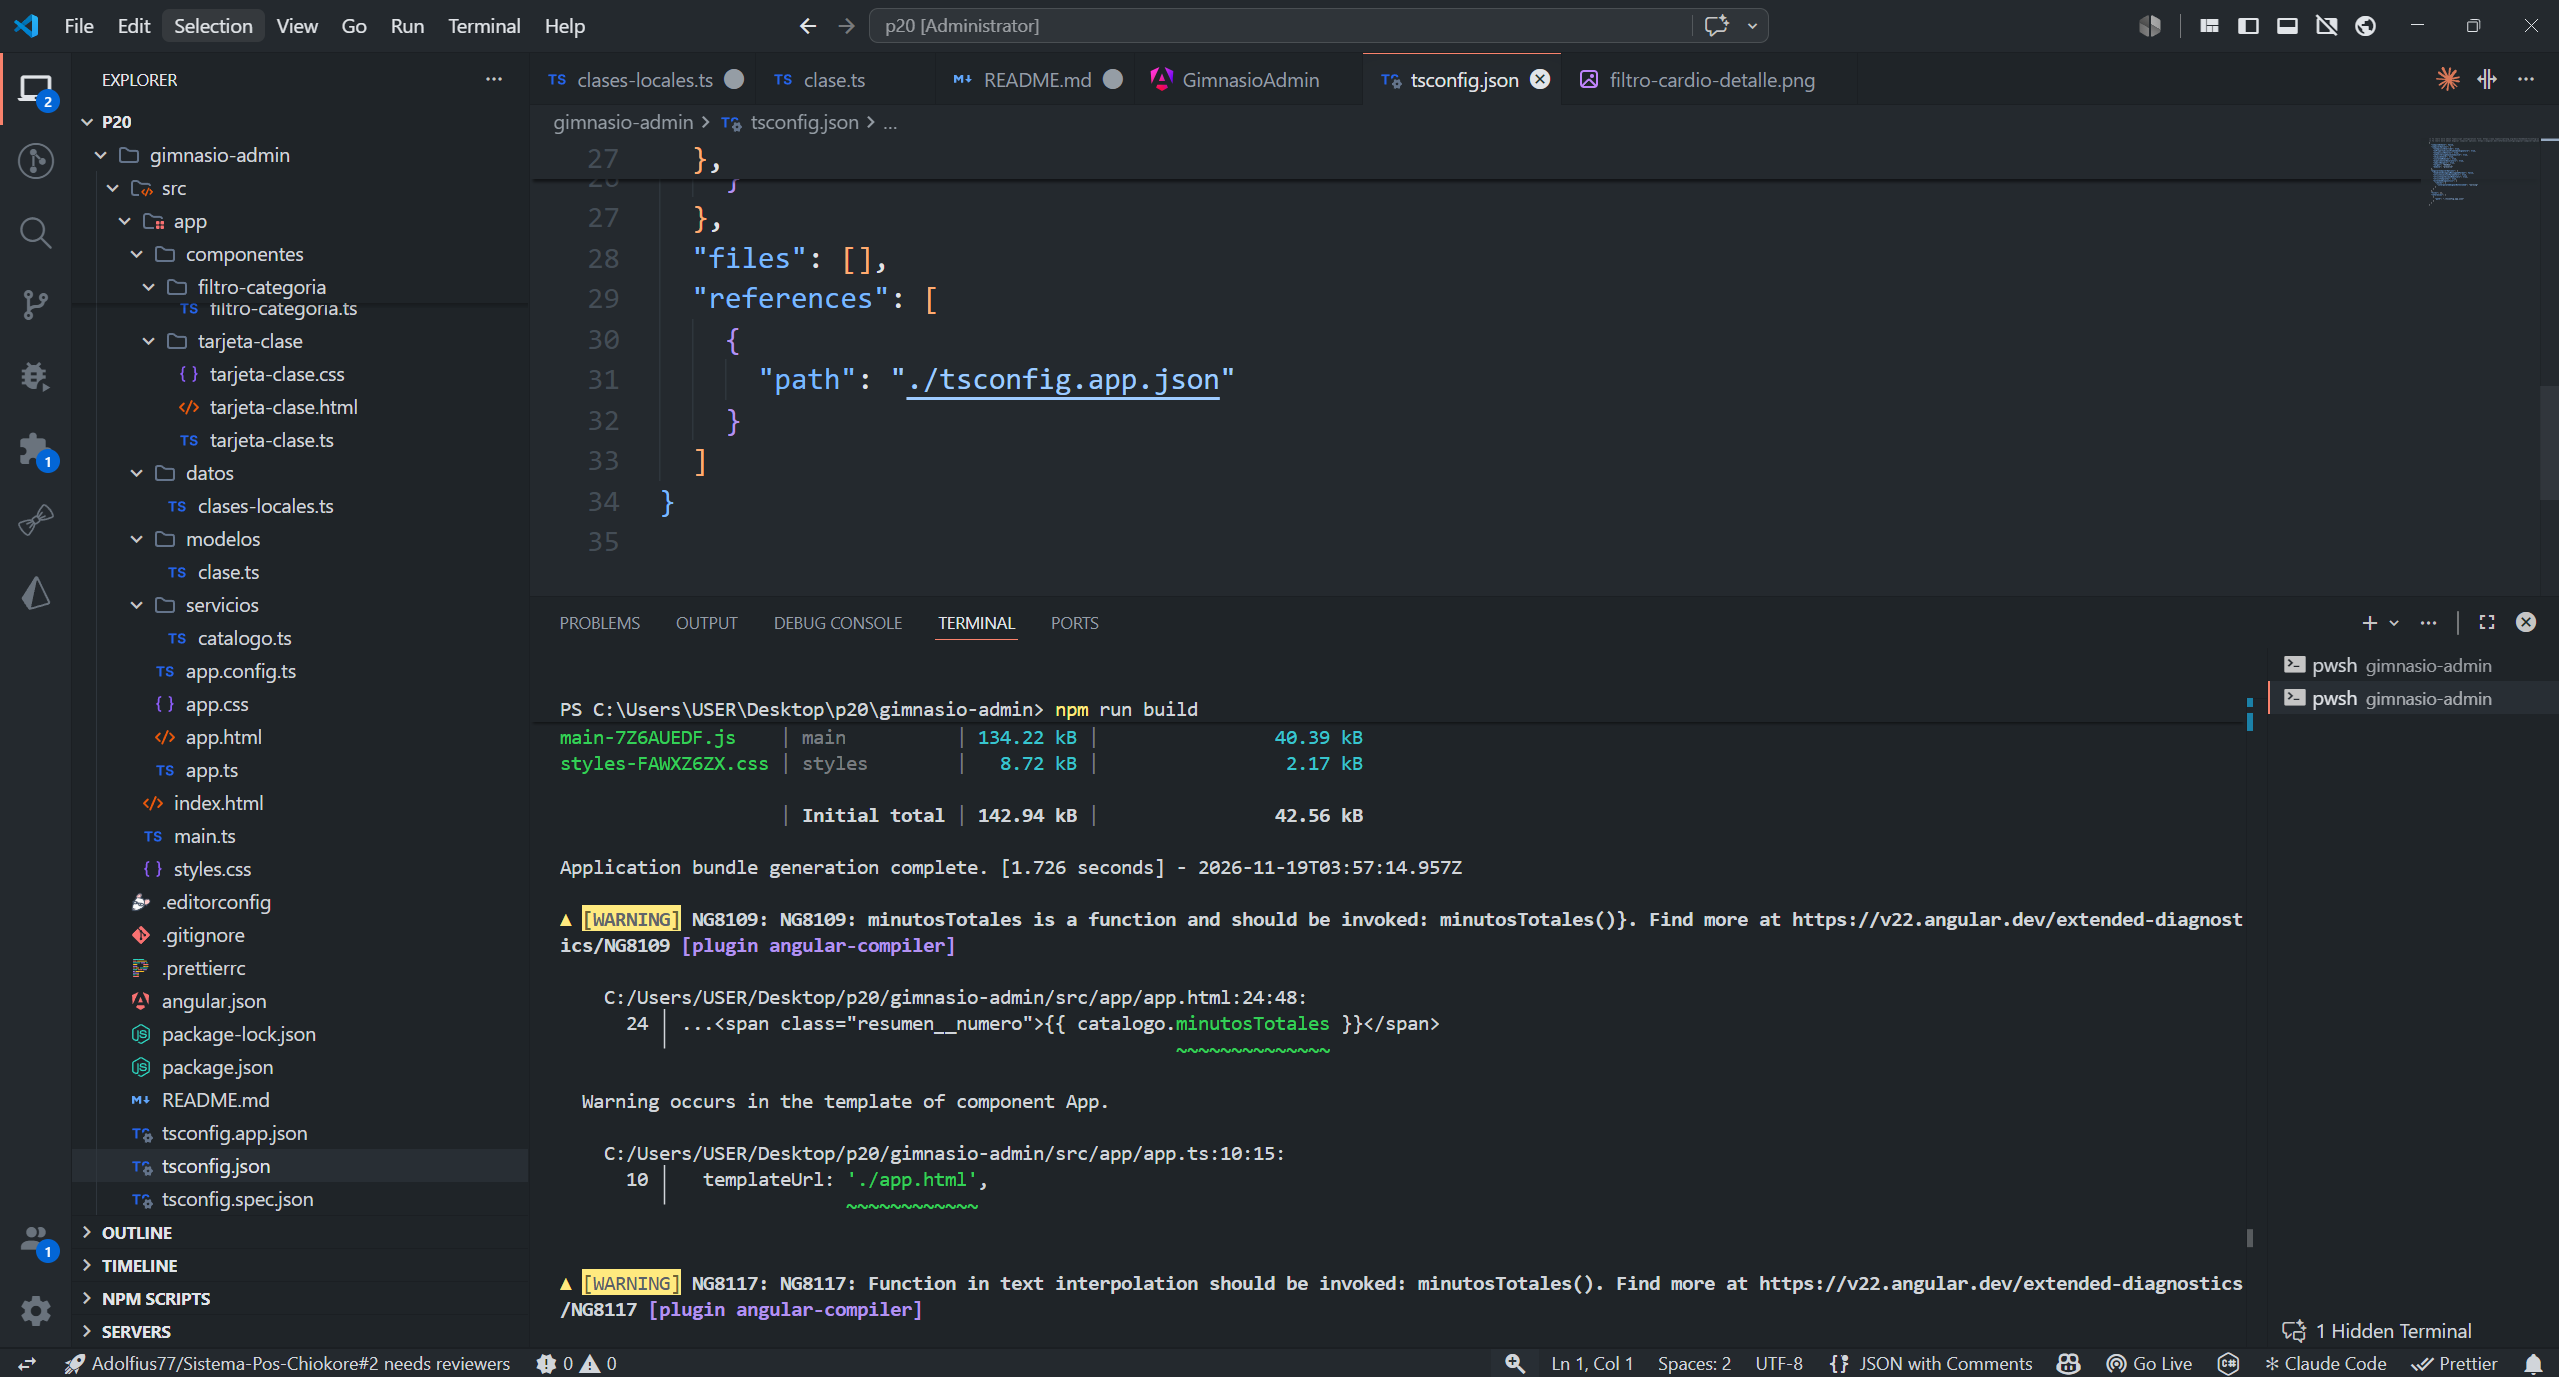 File Edit Selection View Go Run Terminal Help
p20 [Administrator]
EXPLORER
TS clases-locales.ts
TS clase.ts
README.md
GimnasioAdmin
tsconfig.json
filtro-cardio-detalle.png
gimnasio-admin > tsconfig.json > ...
P20
gimnasio-admin
src
app
componentes
filtro-categoria
TS filtro-categoria.ts
tarjeta-clase
{ } tarjeta-clase.css
</> tarjeta-clase.html
TS tarjeta-clase.ts
datos
TS clases-locales.ts
modelos
TS clase.ts
servicios
TS catalogo.ts
TS app.config.ts
{ } app.css
</> app.html
TS app.ts
</> index.html
TS main.ts
{ } styles.css
.editorconfig
.gitignore
.prettierrc
angular.json
package-lock.json
package.json
README.md
tsconfig.app.json
tsconfig.json
tsconfig.spec.json
OUTLINE
TIMELINE
NPM SCRIPTS
SERVERS
2
1
1
27 },
26 }
27 },
28 "files": [],
29 "references": [
30 {
31 "path": "./tsconfig.app.json"
32 }
33 ]
34 }
35
PROBLEMS OUTPUT DEBUG CONSOLE TERMINAL PORTS
pwsh gimnasio-admin
pwsh gimnasio-admin
PS C:\Users\USER\Desktop\p20\gimnasio-admin> npm run build
main-7Z6AUEDF.js | main | 134.22 kB | 40.39 kB
styles-FAWXZ6ZX.css | styles | 8.72 kB | 2.17 kB
| Initial total | 142.94 kB | 42.56 kB
Application bundle generation complete. [1.726 seconds] - 2026-11-19T03:57:14.957Z
▲ [WARNING] NG8109: NG8109: minutosTotales is a function and should be invoked: minutosTotales()}. Find more at https://v22.angular.dev/extended-diagnost
ics/NG8109 [plugin angular-compiler]
C:/Users/USER/Desktop/p20/gimnasio-admin/src/app/app.html:24:48:
24 │ ...<span class="resumen__numero">{{ catalogo.minutosTotales }}</span>
~~~~~~~~~~~~~~
Warning occurs in the template of component App.
C:/Users/USER/Desktop/p20/gimnasio-admin/src/app/app.ts:10:15:
10 │ templateUrl: './app.html',
~~~~~~~~~~~~
▲ [WARNING] NG8117: NG8117: Function in text interpolation should be invoked: minutosTotales(). Find more at https://v22.angular.dev/extended-diagnostics
/NG8117 [plugin angular-compiler]
1 Hidden Terminal
Adolfius77/Sistema-Pos-Chiokore#2 needs reviewers 0 0 Ln 1, Col 1 Spaces: 2 UTF-8 JSON with Comments Go Live Claude Code Prettier